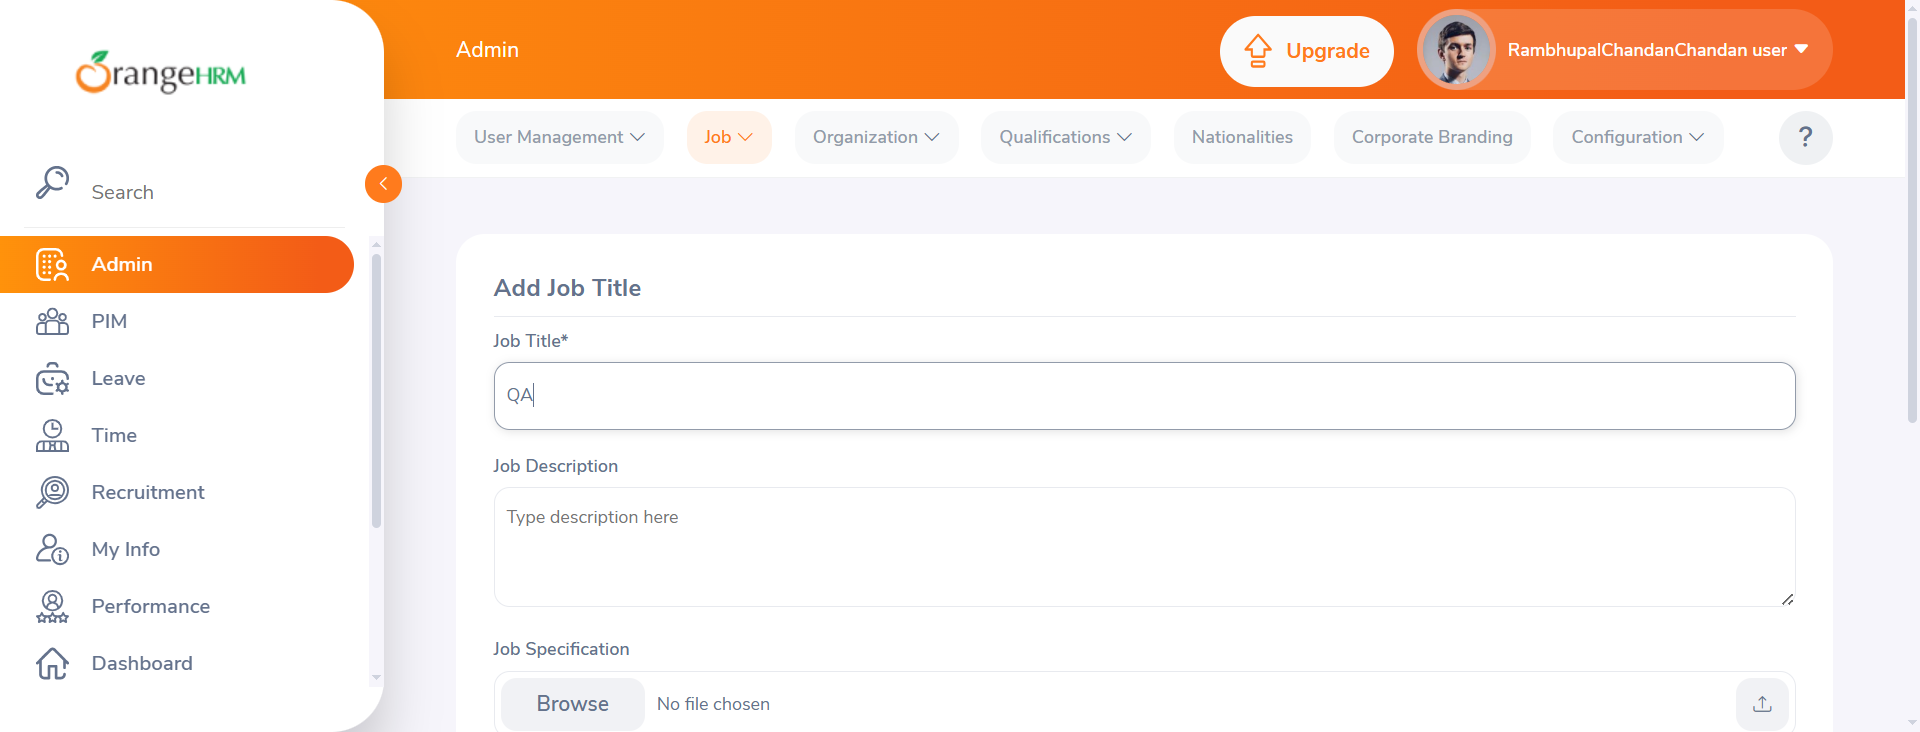 OrangeHRM
Admin
Upgrade
RambhupalChandanChandan user
User Management
Job
Organization
Qualifications
Nationalities
Corporate Branding
Configuration
?
Search
Admin
PIM
Leave
Time
Recruitment
My Info
Performance
Dashboard
Add Job Title
Job Title*
QA
Job Description
Type description here
Job Specification
Browse
No file chosen